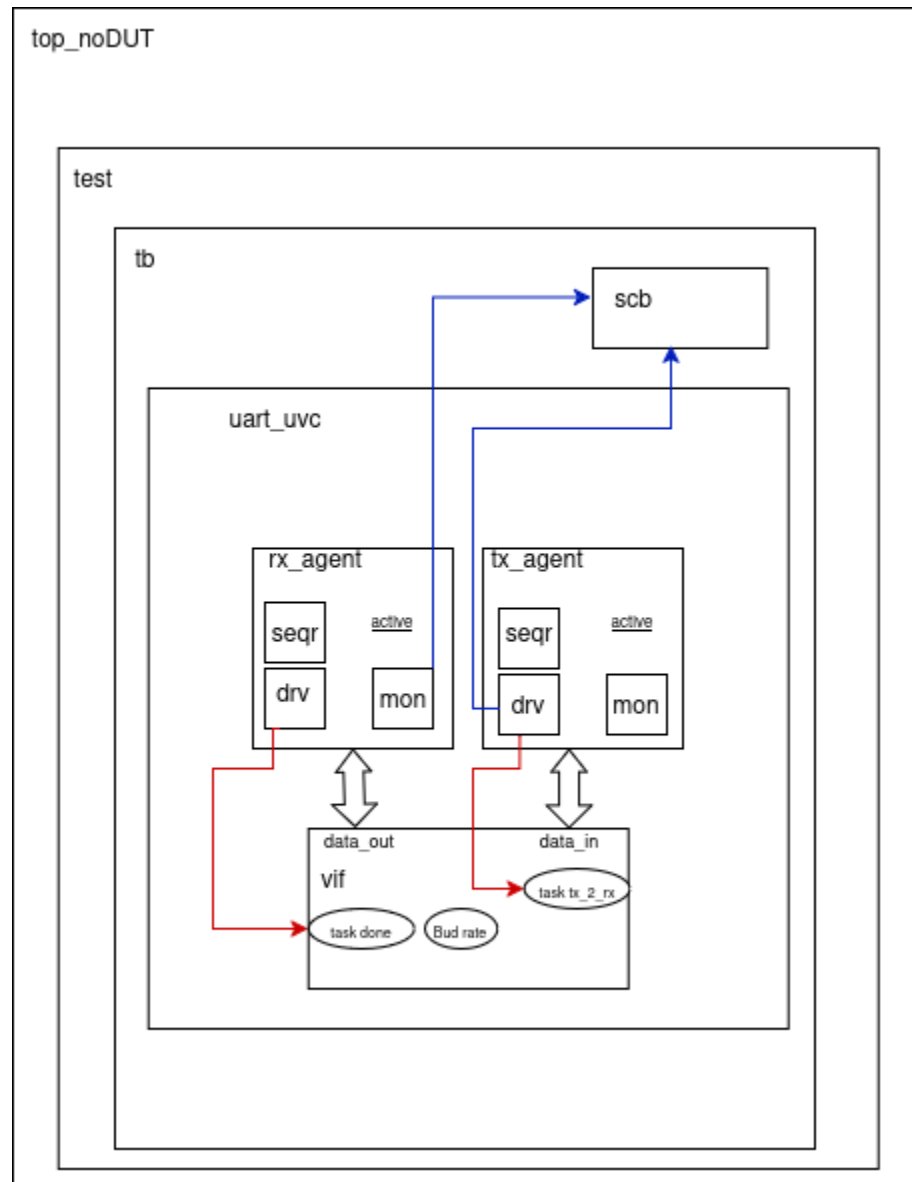 top_noDUT
test
tb
scb
uart_uvc
rx_agent
seqr
active
drv
mon
tx_agent
seqr
active
drv
mon
data_out
data_in
vif
task tx_2_rx
task done
Bud rate